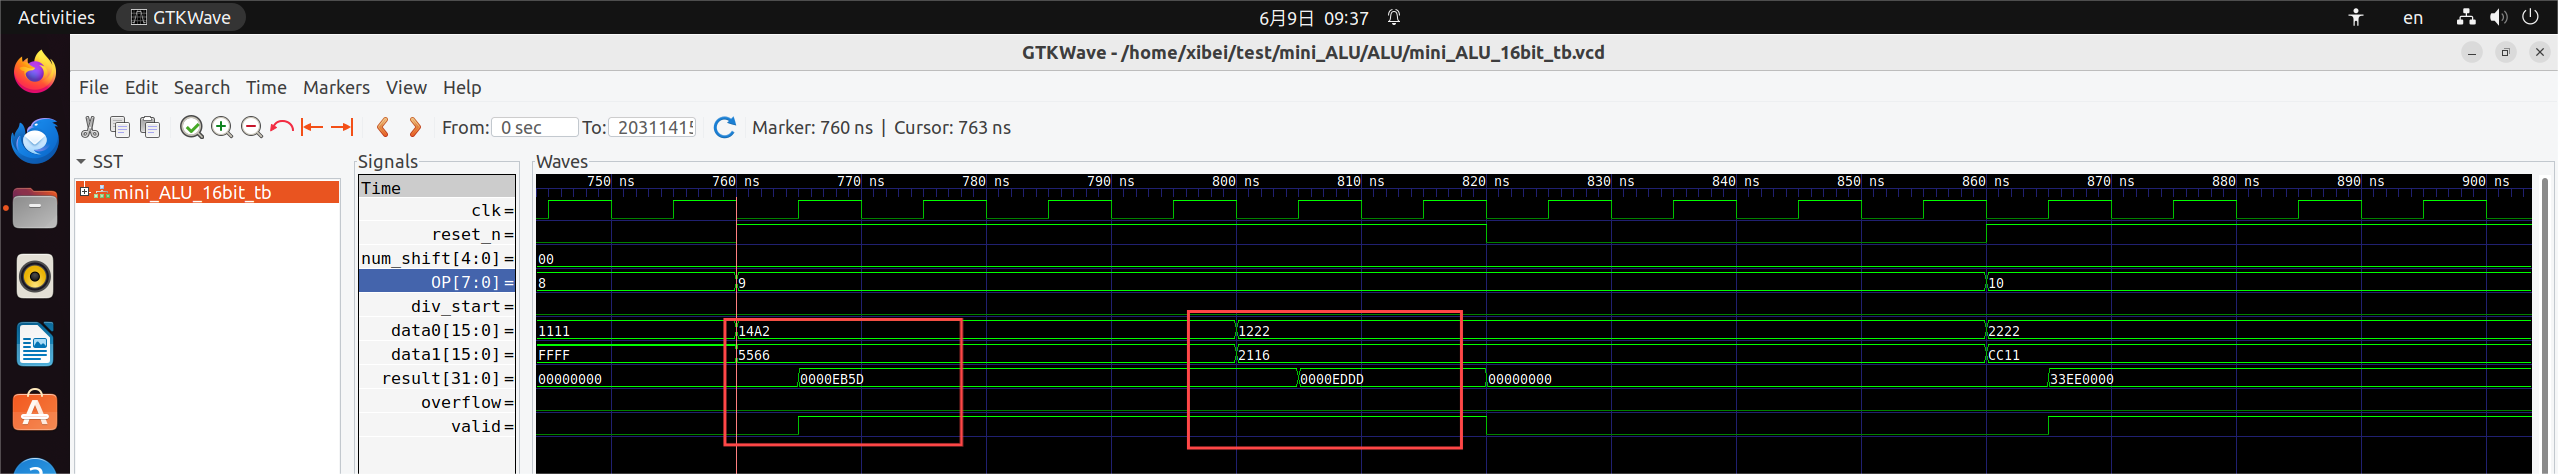 Activities GTKWave 6月9日 09:37 en
GTKWave - /home/xibei/test/mini_ALU/ALU/mini_ALU_16bit_tb.vcd
File Edit Search Time Markers View Help
From: 0 sec To: Marker: 760 ns | Cursor: 763 ns
SST Signals Waves
mini_ALU_16bit_tb
Time 750 ns 760 ns 770 ns 780 ns 790 ns 800 ns 810 ns 820 ns 830 ns 840 ns 850 ns 860 ns 870 ns 880 ns 890 ns 900 ns
clk =
reset_n =
num_shift[4:0] = 00
OP[7:0] = 8 9 10
div_start =
data0[15:0] = 1111 14A2 1222 2222
data1[15:0] = FFFF 5566 2116 CC11
result[31:0] = 00000000 0000EB5D 0000EDDD 00000000 33EE0000
overflow =
valid =